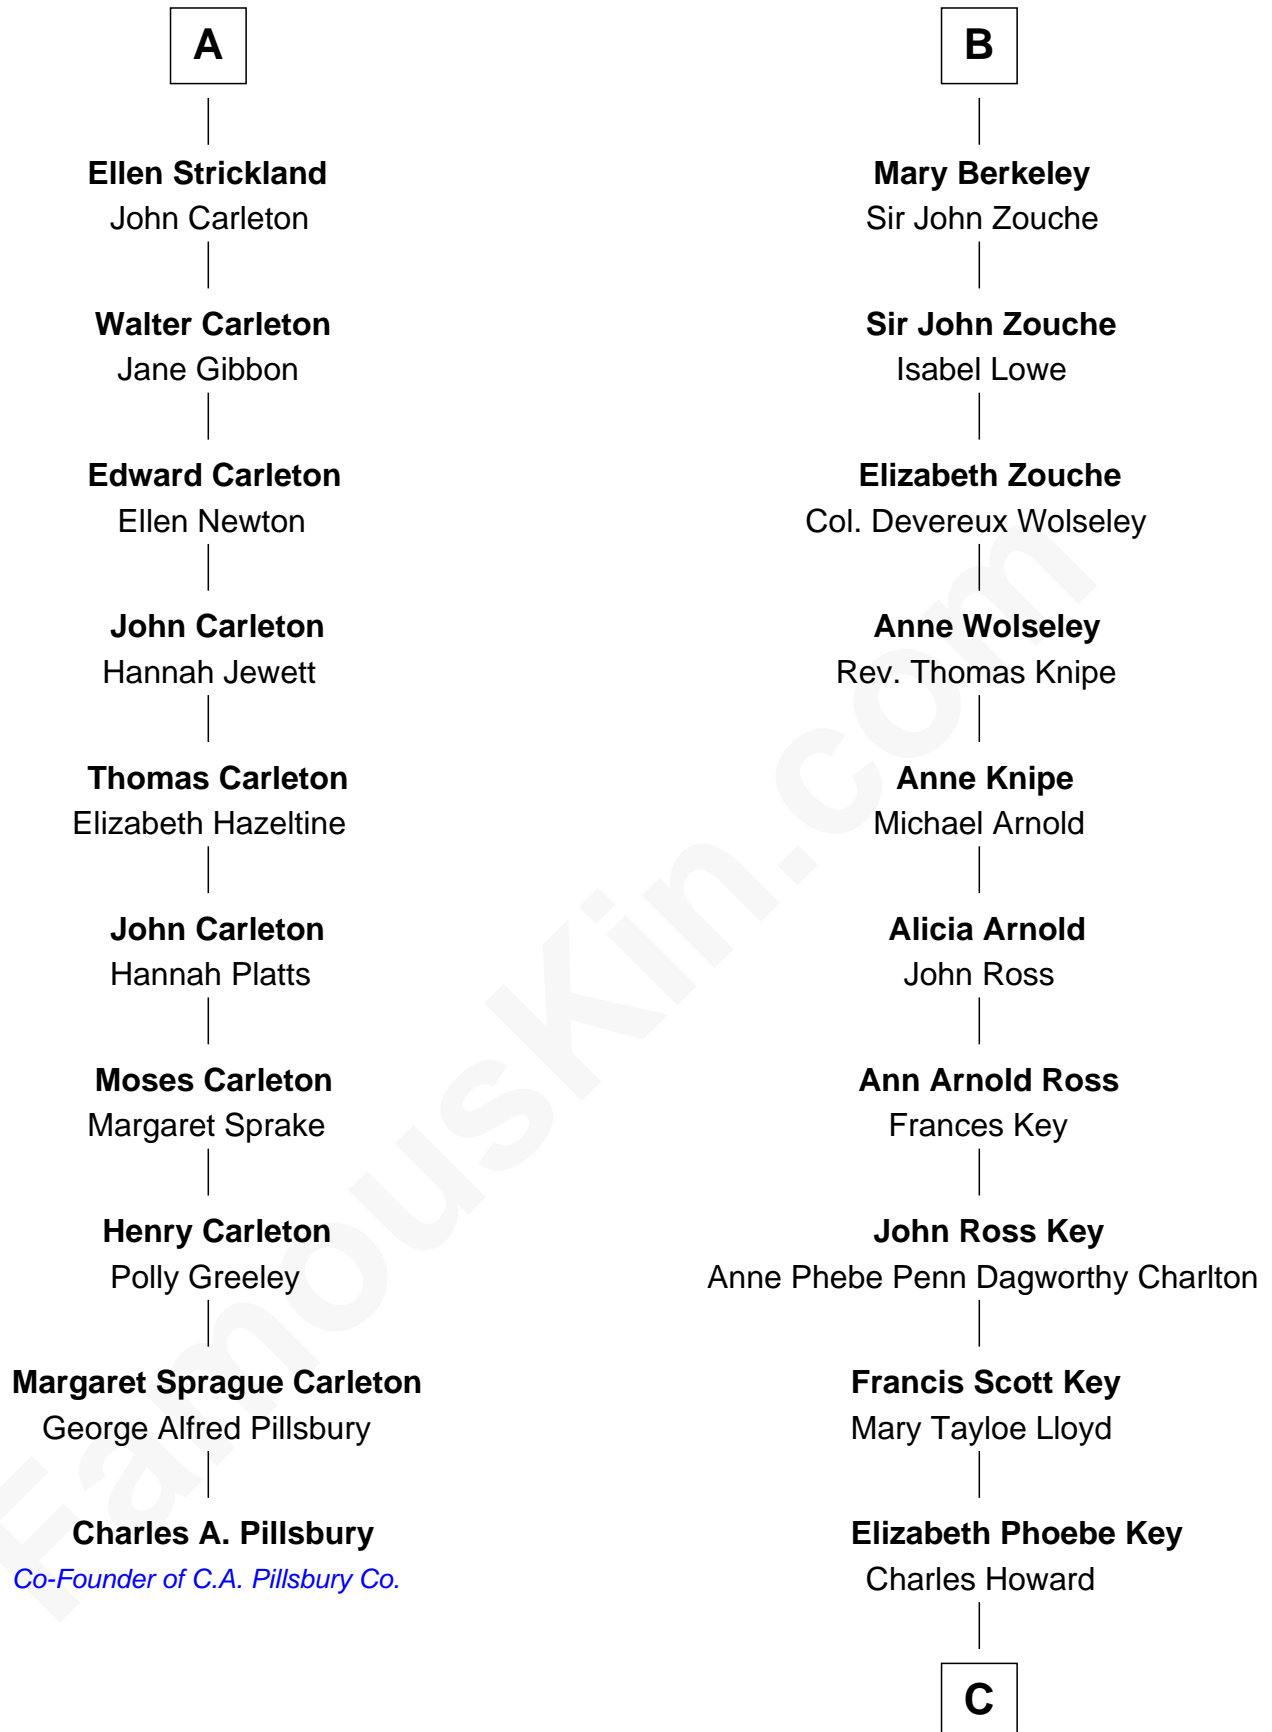 A
Ellen Strickland
John Carleton
Walter Carleton
Jane Gibbon
Edward Carleton
Ellen Newton
John Carleton
Hannah Jewett
Thomas Carleton
Elizabeth Hazeltine
John Carleton
Hannah Platts
Moses Carleton
Margaret Sprake
Henry Carleton
Polly Greeley
Margaret Sprague Carleton
George Alfred Pillsbury
Charles A. Pillsbury
Co-Founder of C.A. Pillsbury Co.
B
Mary Berkeley
Sir John Zouche
Sir John Zouche
Isabel Lowe
Elizabeth Zouche
Col. Devereux Wolseley
Anne Wolseley
Rev. Thomas Knipe
Anne Knipe
Michael Arnold
Alicia Arnold
John Ross
Ann Arnold Ross
Frances Key
John Ross Key
Anne Phebe Penn Dagworthy Charlton
Francis Scott Key
Mary Tayloe Lloyd
Elizabeth Phoebe Key
Charles Howard
C
FamousKin.com